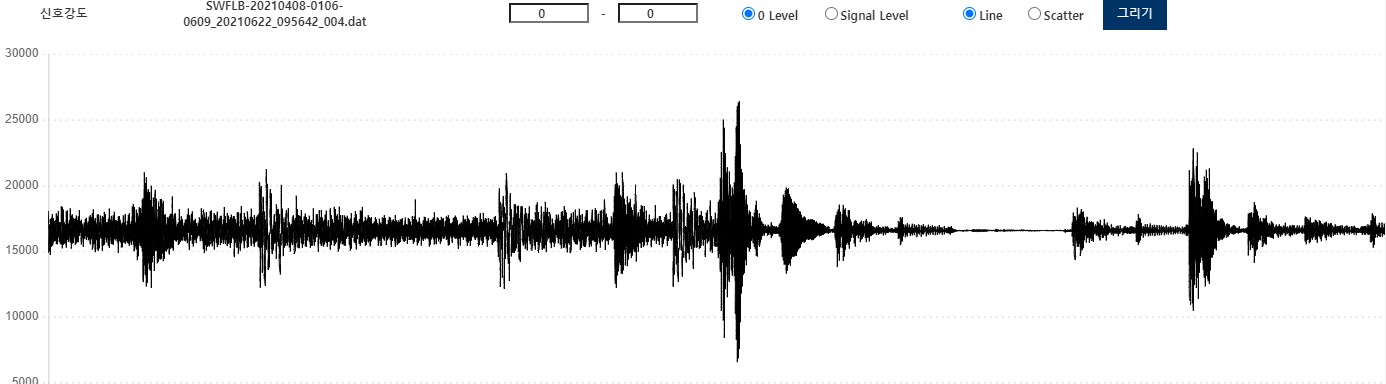 신호강도
SWFLB-20210408-0106-
0609_20210622_095642_004.dat
0 - 0
0 Level Signal Level
Line Scatter
그리기
30000
25000
20000
15000
10000
5000